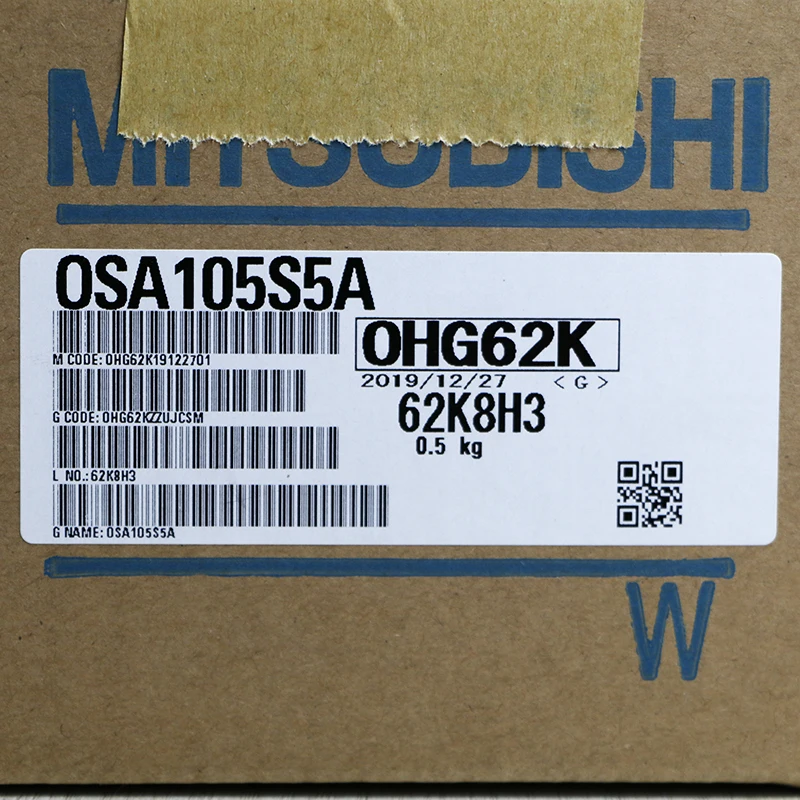 MITSUBISHI
OSA105S5A
OHG62K
M CODE: OHG62K19122701
2019/12/27 <G>
62K8H3
G CODE: OHG62KZZUJCSM
0.5 kg
L NO.:62K8H3
G NAME: OSA105S5A
W